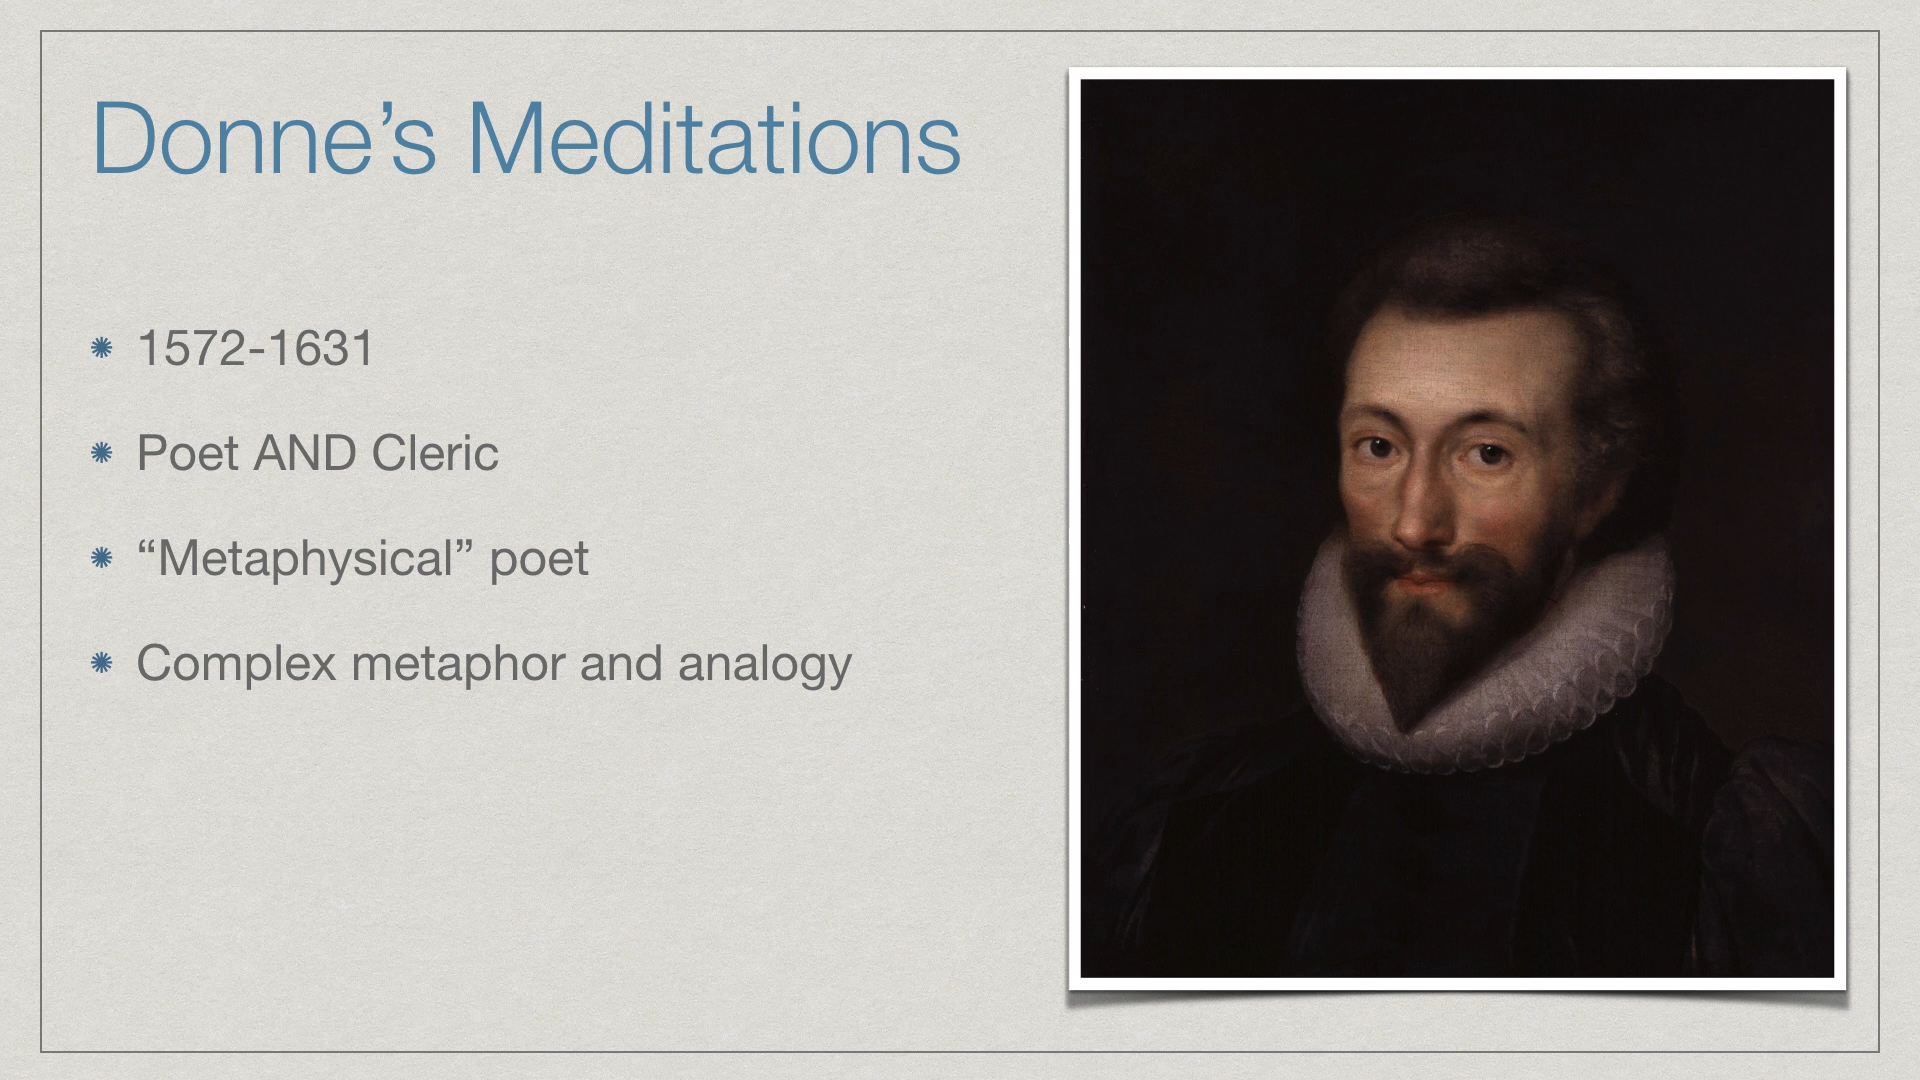 Donne’s Meditations
1572-1631
Poet AND Cleric
“Metaphysical” poet
Complex metaphor and analogy